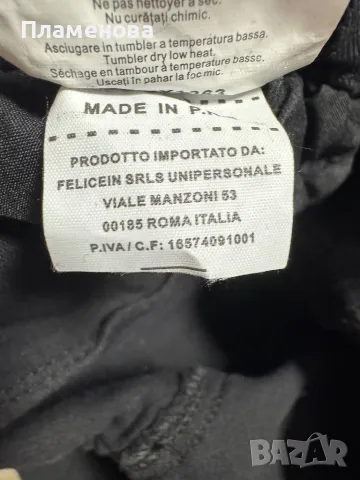 Пламенова
Ne pas nettoyer à sec.
Nu curățați chimic.
Asciugare in tumbler a temperatura bassa.
Tumbler dry low heat.
Séchage en tambour à température basse.
Uscați în pahar la foc mic.
MADE IN P.
PRODOTTO IMPORTATO DA:
FELICEIN SRLS UNIPERSONALE
VIALE MANZONI 53
00185 ROMA ITALIA
P.IVA / C.F: 16574091001
BAZAR